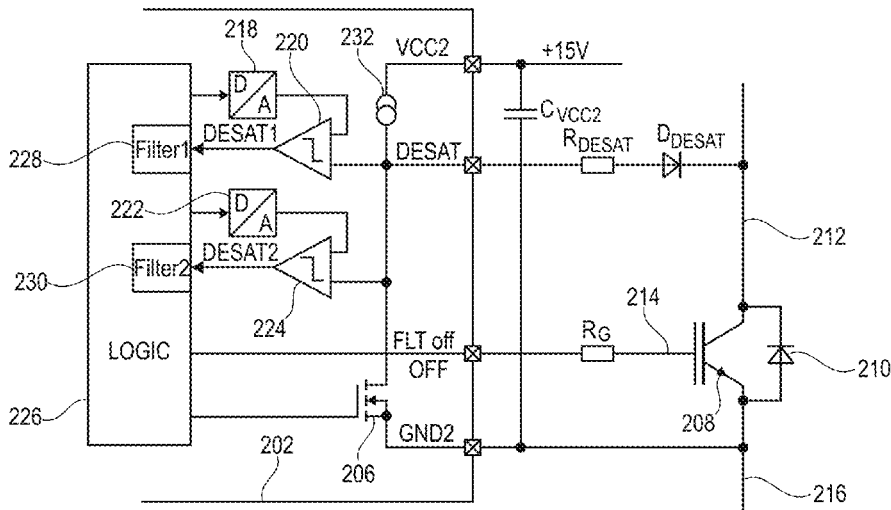 218
220
232
VCC2
+15V
D
A
CVCC2
DESAT1
228
Filter1
DESAT
RDESAT
DDESAT
222
D
A
212
DESAT2
230
Filter2
224
214
FLT off
RG
LOGIC
OFF
210
208
226
GND2
202
206
216